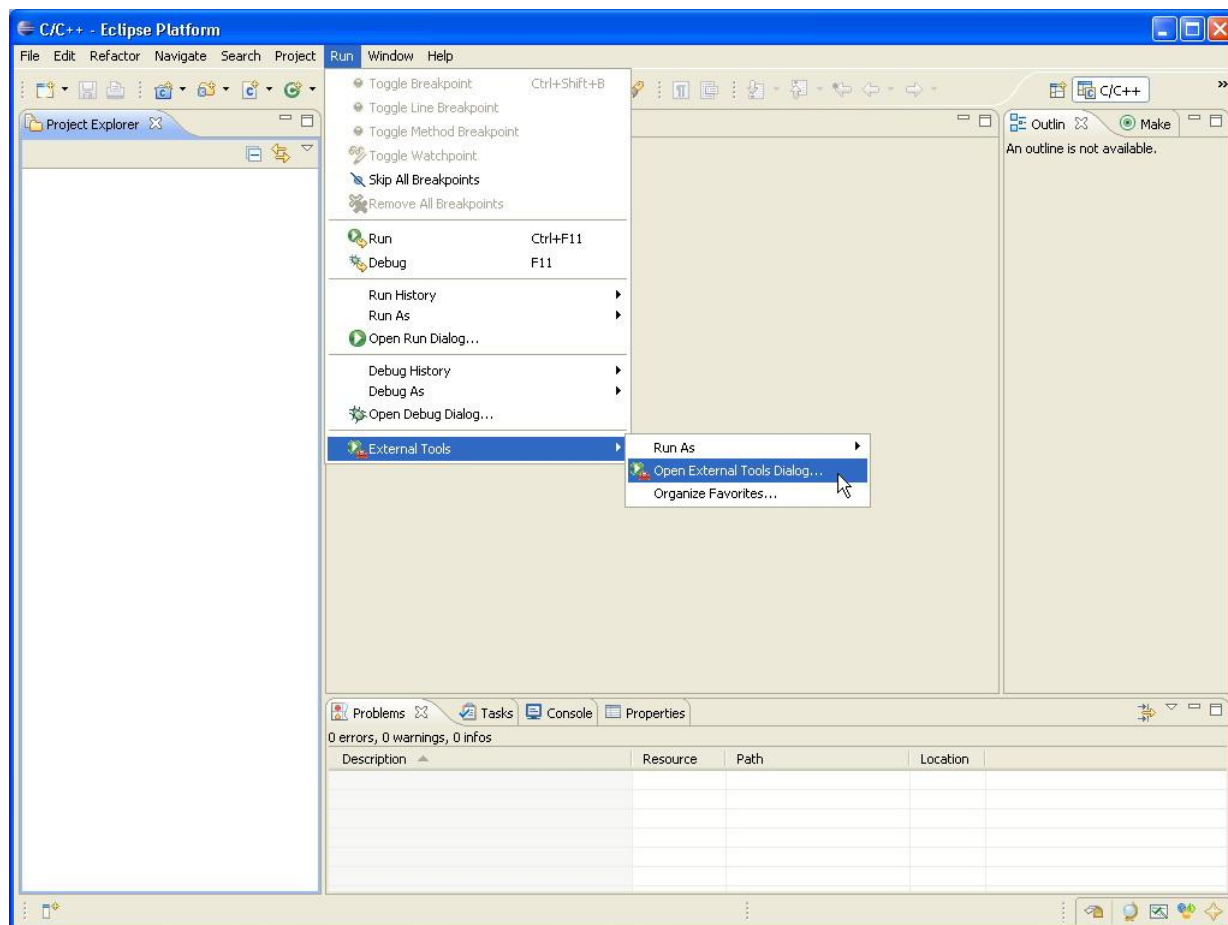 C/C++ - Eclipse Platform
File Edit Refactor Navigate Search Project Run Window Help
Toggle Breakpoint Ctrl+Shift+B
Toggle Line Breakpoint
Toggle Method Breakpoint
Toggle Watchpoint
Skip All Breakpoints
Remove All Breakpoints
Run Ctrl+F11
Debug F11
Run History
Run As
Open Run Dialog...
Debug History
Debug As
Open Debug Dialog...
External Tools
Run As
Open External Tools Dialog...
Organize Favorites...
C/C++
»
Project Explorer
Outlin
Make
An outline is not available.
Problems Tasks Console Properties
0 errors, 0 warnings, 0 infos
Description Resource Path Location